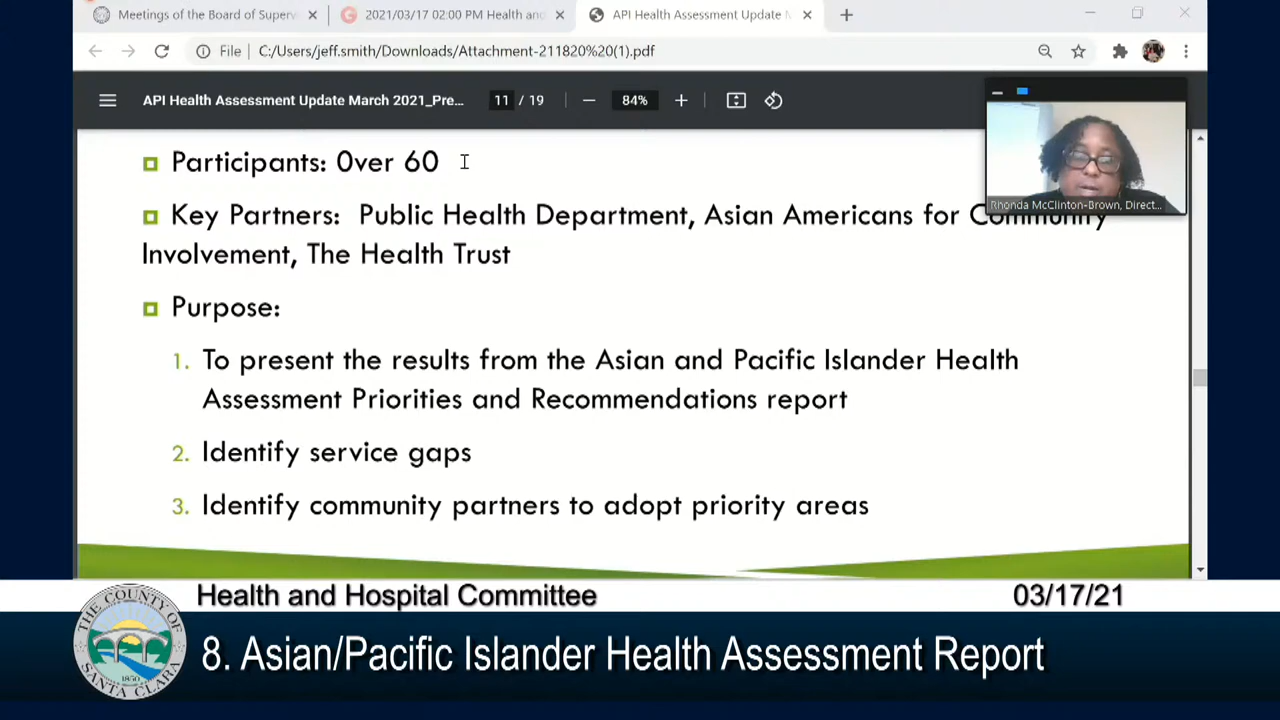 Meetings of the Board of Superv
2021/03/17 02:00 PM Health and
API Health Assessment Update M
File | C:/Users/jeff.smith/Downloads/Attachment-211820%20(1).pdf
API Health Assessment Update March 2021_Pre... 11 / 19 84%
Participants: Over 60
Key Partners: Public Health Department, Asian Americans for Community
Involvement, The Health Trust
Rhonda McClinton-Brown, Direct...
Purpose:
1. To present the results from the Asian and Pacific Islander Health
Assessment Priorities and Recommendations report
2. Identify service gaps
3. Identify community partners to adopt priority areas
Health and Hospital Committee 03/17/21
THE COUNTY OF
SANTA CLARA
1850
8. Asian/Pacific Islander Health Assessment Report